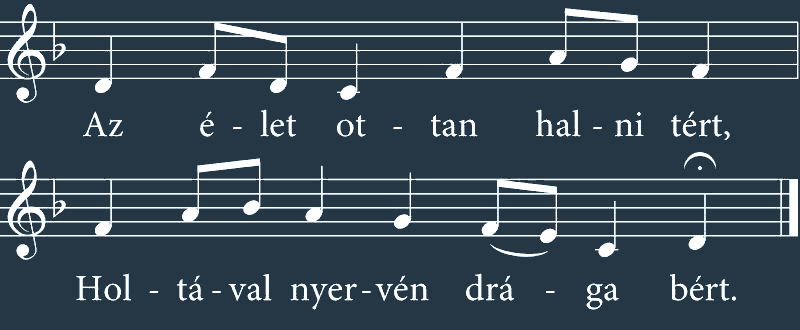 Az é - let ot - tan hal - ni tért,
Hol - tá - val nyer - vén drá - ga bért.